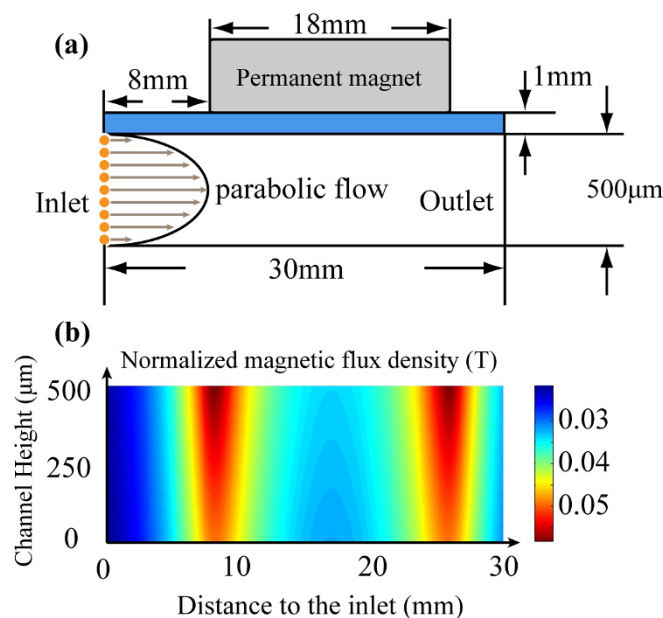 (a)
18mm
8mm
Permanent magnet
1mm
Inlet
parabolic flow
Outlet
500μm
30mm
(b)
Normalized magnetic flux density (T)
Channel Height (μm)
500
250
0
0.03
0.04
0.05
0
10
20
30
Distance to the inlet (mm)